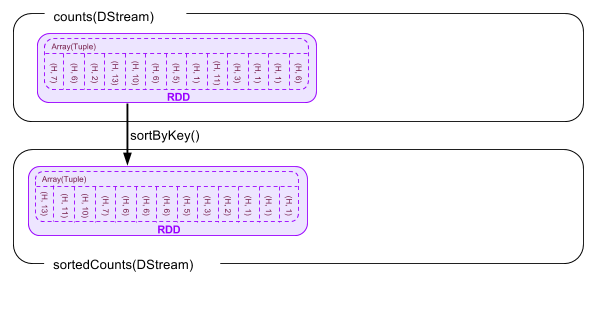 counts(DStream)
Array(Tuple)
(H, 7) (H, 6) (H, 2) (H, 13) (H, 10) (H, 6) (H, 5) (H, 1) (H, 11) (H, 3) (H, 1) (H, 1) (H, 6)
RDD
sortByKey()
Array(Tuple)
(H, 13) (H, 11) (H, 10) (H, 7) (H, 6) (H, 6) (H, 6) (H, 5) (H, 3) (H, 2) (H, 1) (H, 1) (H, 1)
RDD
sortedCounts(DStream)